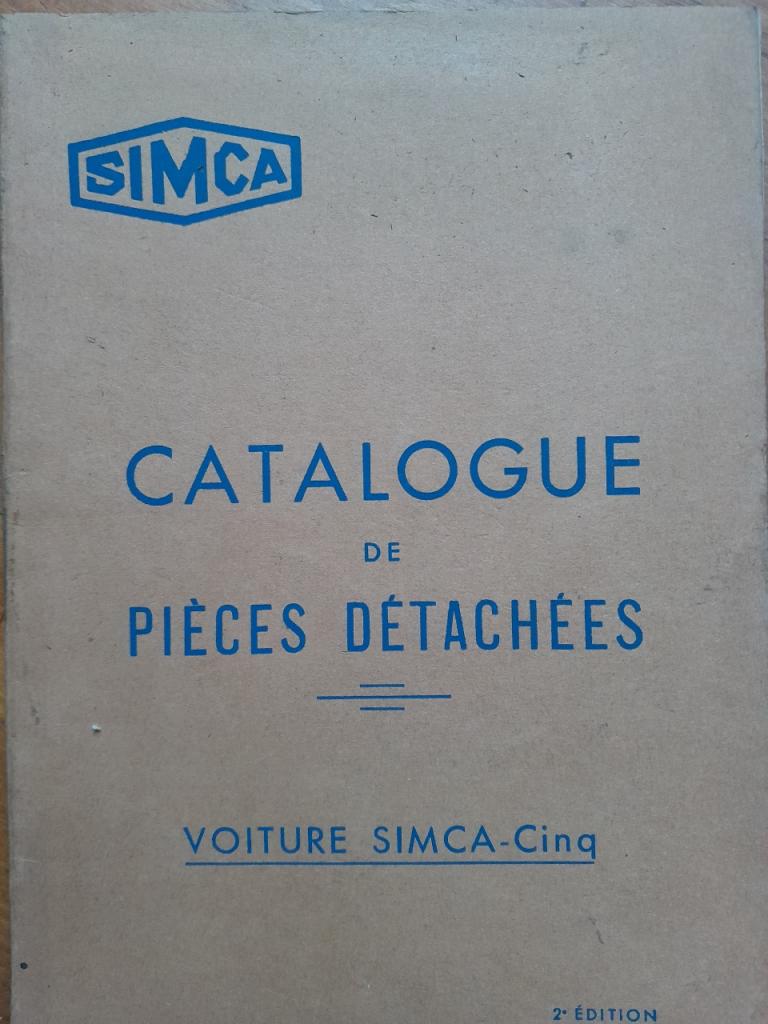 SIMCA
CATALOGUE
DE
PIÈCES DÉTACHÉES
VOITURE SIMCA-Cinq
2e ÉDITION